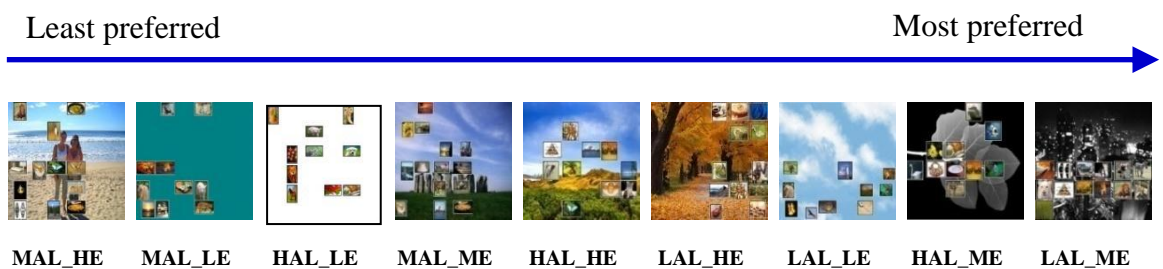 Least preferred
Most preferred
MAL_HE MAL_LE HAL_LE MAL_ME HAL_HE LAL_HE LAL_LE HAL_ME LAL_ME